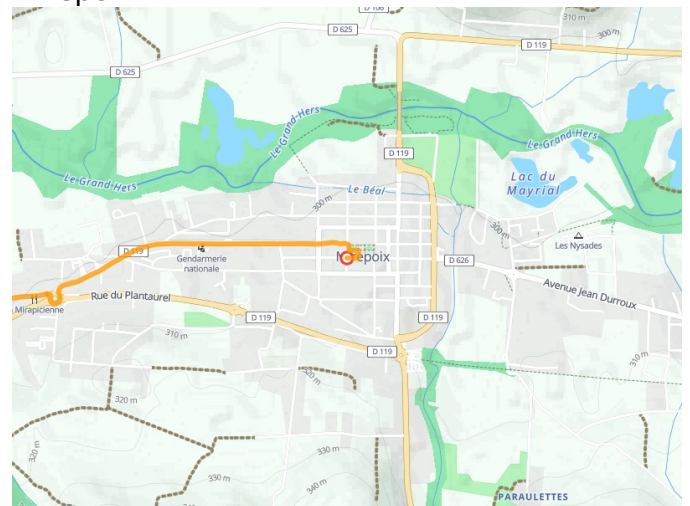 D 106
310 m
300 m
D 119
D 625
D 625
Le Grand-Hers
Le Grand-Hers
Le Grand-Hers
D 119
Lac du
Mayrial
Le Béal
300 m
300 m
Les Nysades
D 119
Gendarmerie
nationale
D 626
Avenue Jean Durroux
Rue du Plantaurel
Mirapicienne
D 119
310 m
D 119
310 m
320 m
320 m
320 m
330 m
330 m
340 m
PARAULETTES